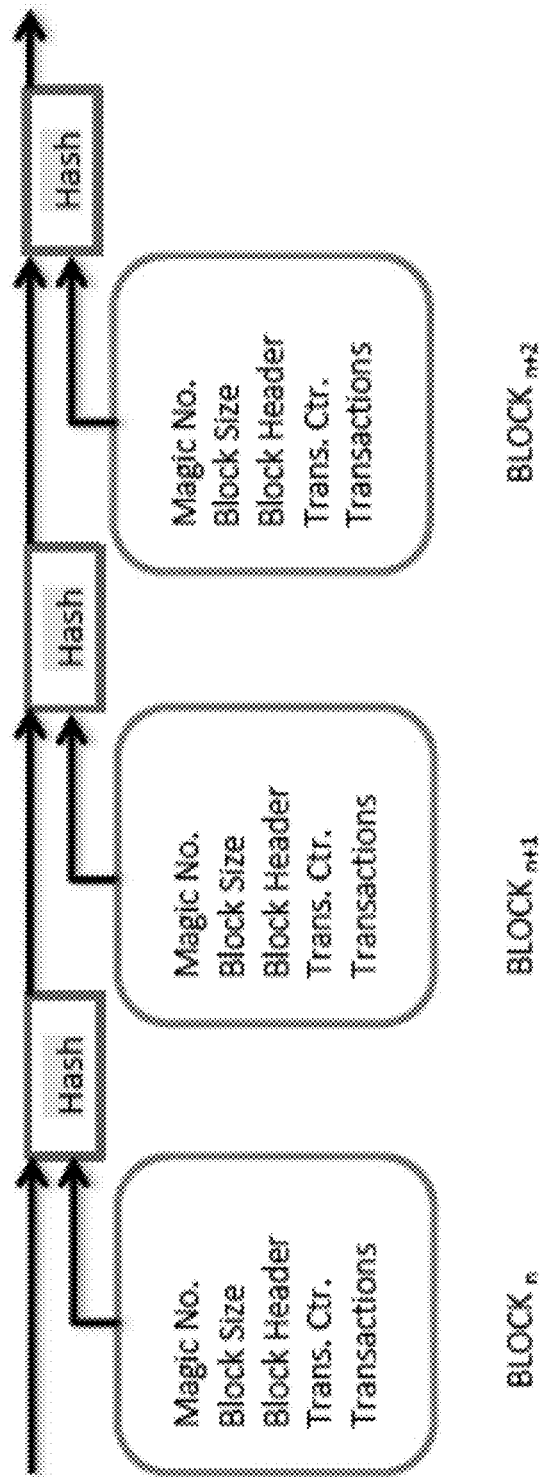 Hash
Hash
Hash
Magic No.
Block Size
Block Header
Trans. Ctr.
Transactions
Magic No.
Block Size
Block Header
Trans. Ctr.
Transactions
Magic No.
Block Size
Block Header
Trans. Ctr.
Transactions
BLOCK n
BLOCK n+1
BLOCK n+2